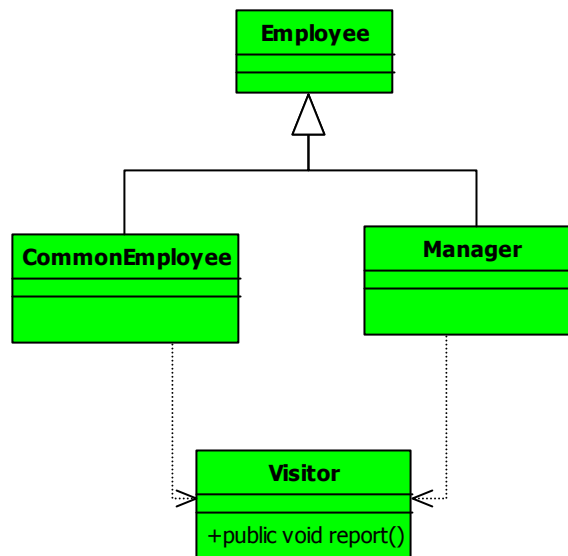 Employee
CommonEmployee
Manager
Visitor
+public void report()